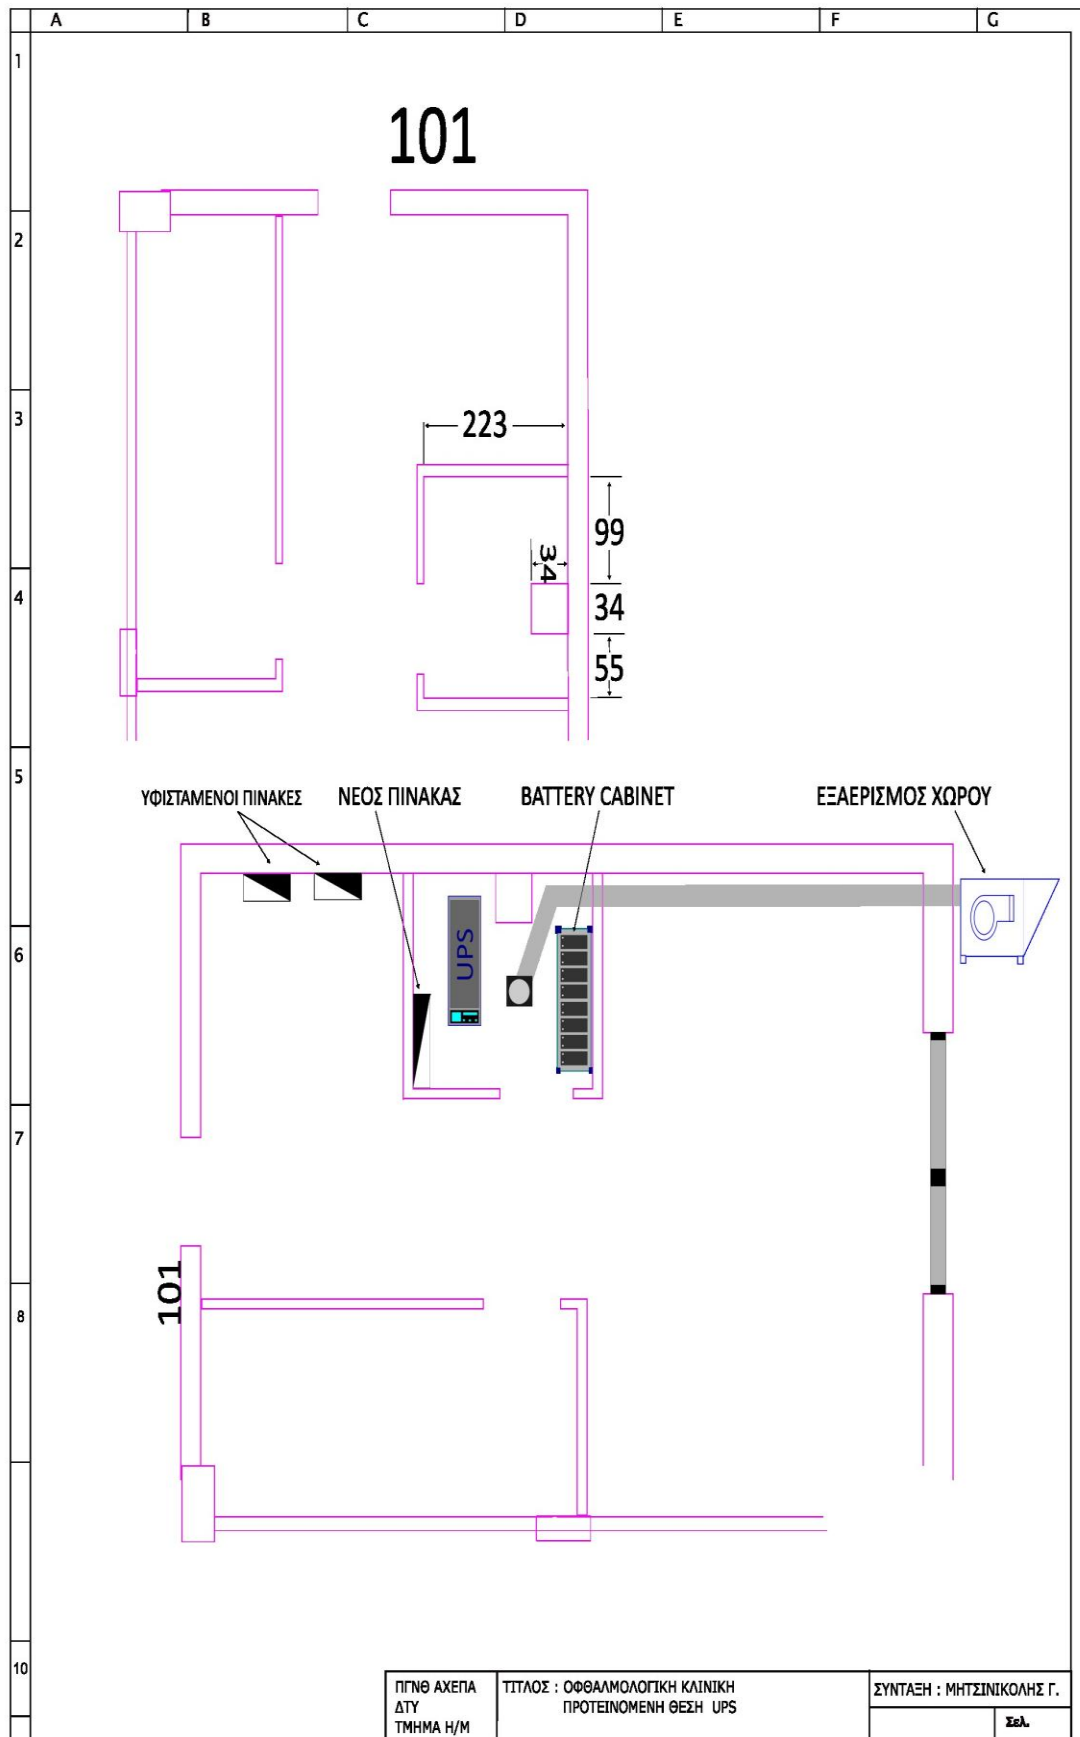 A B C D E F G
1
101
2
3
223
99
34
4
34
55
5
ΥΦΙΣΤΑΜΕΝΟΙ ΠΙΝΑΚΕΣ ΝΕΟΣ ΠΙΝΑΚΑΣ BATTERY CABINET ΕΞΑΕΡΙΣΜΟΣ ΧΩΡΟΥ
6
UPS
7
101
8
10
ΠΓΝΘ ΑΧΕΠΑ
ΔΤΥ
ΤΜΗΜΑ Η/Μ
ΤΙΤΛΟΣ : ΟΦΘΑΛΜΟΛΟΓΙΚΗ ΚΛΙΝΙΚΗ
ΠΡΟΤΕΙΝΟΜΕΝΗ ΘΕΣΗ UPS
ΣΥΝΤΑΞΗ : ΜΗΤΣΙΝΙΚΟΛΗΣ Γ.
Σελ.